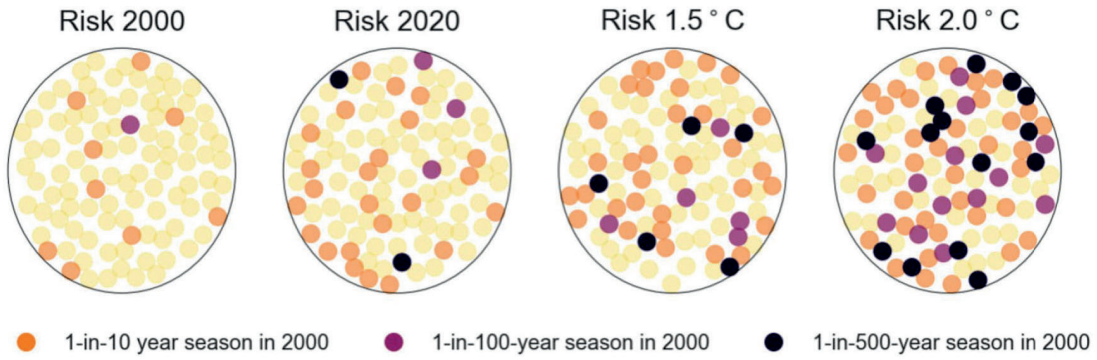 Risk 2000 Risk 2020 Risk 1.5 °C Risk 2.0 °C
1-in-10 year season in 2000 1-in-100-year season in 2000 1-in-500-year season in 2000